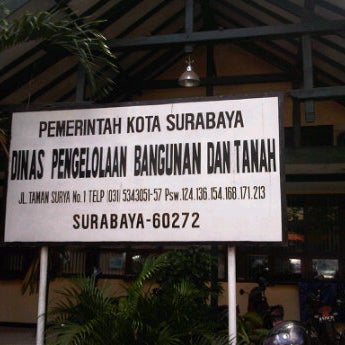 PEMERINTAH KOTA SURABAYA
DINAS PENGELOLAAN BANGUNAN DAN TANAH
JL. TAMAN SURYA No. 1 TELP (031) 5343051-57 Psw. 124.136.154.168.171.213
SURABAYA-60272